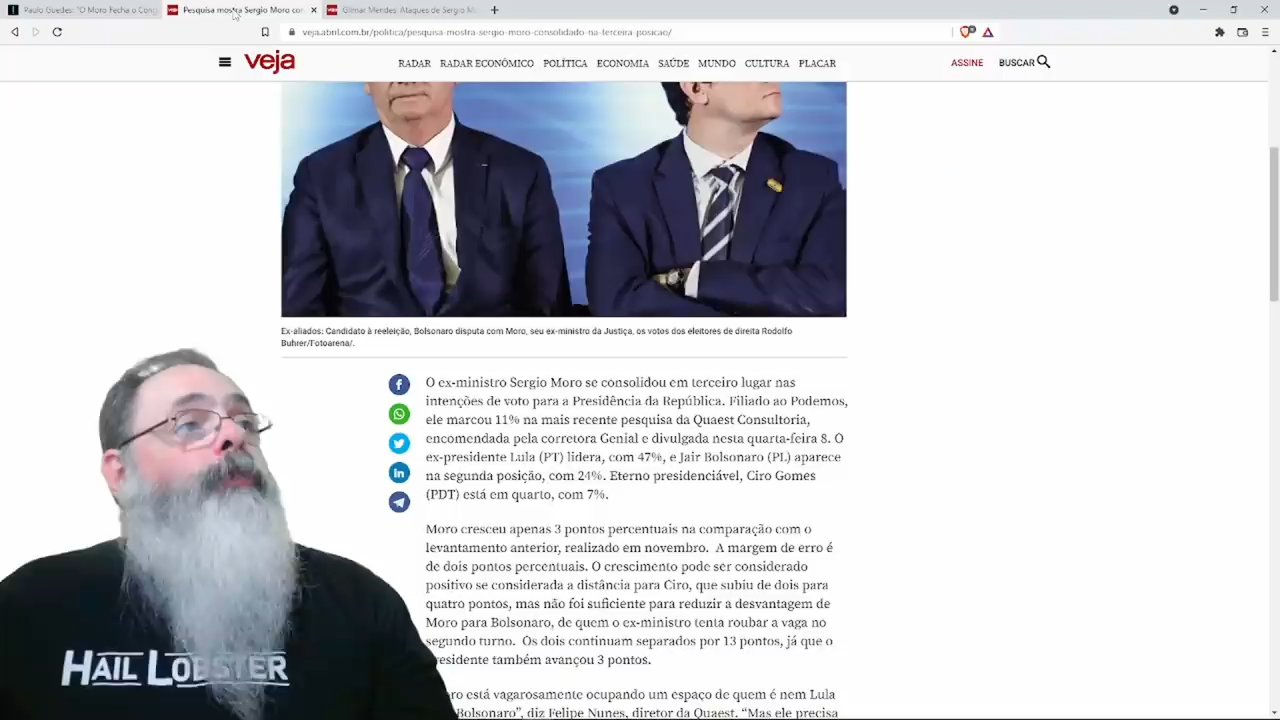 Paulo Guedes: "O Moro Fecha o Cong
Pesquisa mostra Sergio Moro con
Gilmar Mendes: Ataques de Sergio M
veja.abril.com.br/politica/pesquisa-mostra-sergio-moro-consolidado-na-terceira-posicao/
veja
RADAR RADAR ECONÔMICO POLÍTICA ECONOMIA SAÚDE MUNDO CULTURA PLACAR
ASSINE BUSCAR
Ex-aliados: Candidato à reeleição, Bolsonaro disputa com Moro, seu ex-ministro da Justiça, os votos dos eleitores de direita Rodolfo
Buhrer/Fotoarena/.
O ex-ministro Sergio Moro se consolidou em terceiro lugar nas
intenções de voto para a Presidência da República. Filiado ao Podemos,
ele marcou 11% na mais recente pesquisa da Quaest Consultoria,
encomendada pela corretora Genial e divulgada nesta quarta-feira 8. O
ex-presidente Lula (PT) lidera, com 47%, e Jair Bolsonaro (PL) aparece
na segunda posição, com 24%. Eterno presidenciável, Ciro Gomes
(PDT) está em quarto, com 7%.
Moro cresceu apenas 3 pontos percentuais na comparação com o
levantamento anterior, realizado em novembro. A margem de erro é
de dois pontos percentuais. O crescimento pode ser considerado
positivo se considerada a distância para Ciro, que subiu de dois para
quatro pontos, mas não foi suficiente para reduzir a desvantagem de
Moro para Bolsonaro, de quem o ex-ministro tenta roubar a vaga no
segundo turno. Os dois continuam separados por 13 pontos, já que o
residente também avançou 3 pontos.
ro está vagarosamente ocupando um espaço de quem é nem Lula
Bolsonaro", diz Felipe Nunes, diretor da Quaest. "Mas ele precisa
HAIL LOBSTER